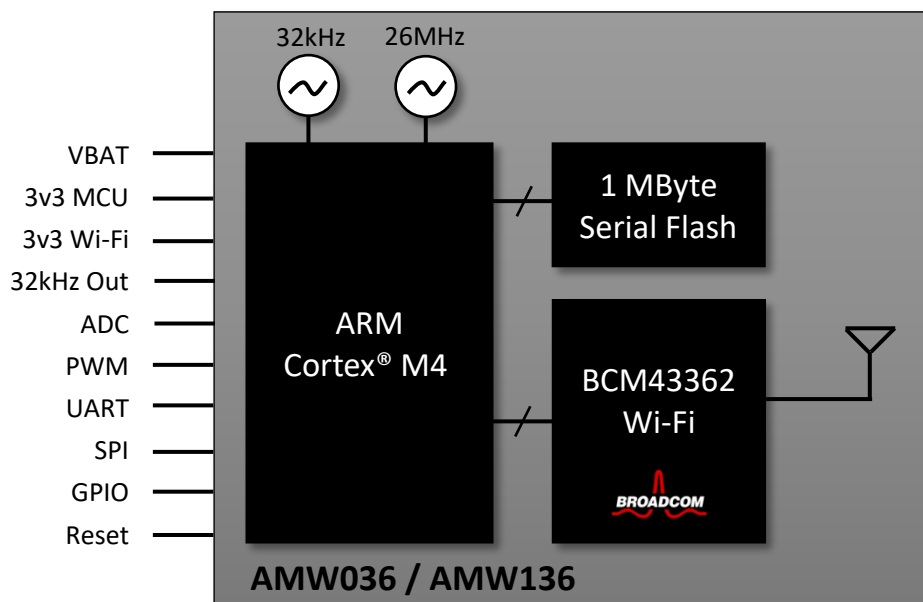 32kHz
26MHz
VBAT
3v3 MCU
3v3 Wi-Fi
32kHz Out
ADC
PWM
UART
SPI
GPIO
Reset
ARM
Cortex® M4
1 MByte
Serial Flash
BCM43362
Wi-Fi
BROADCOM
AMW036 / AMW136